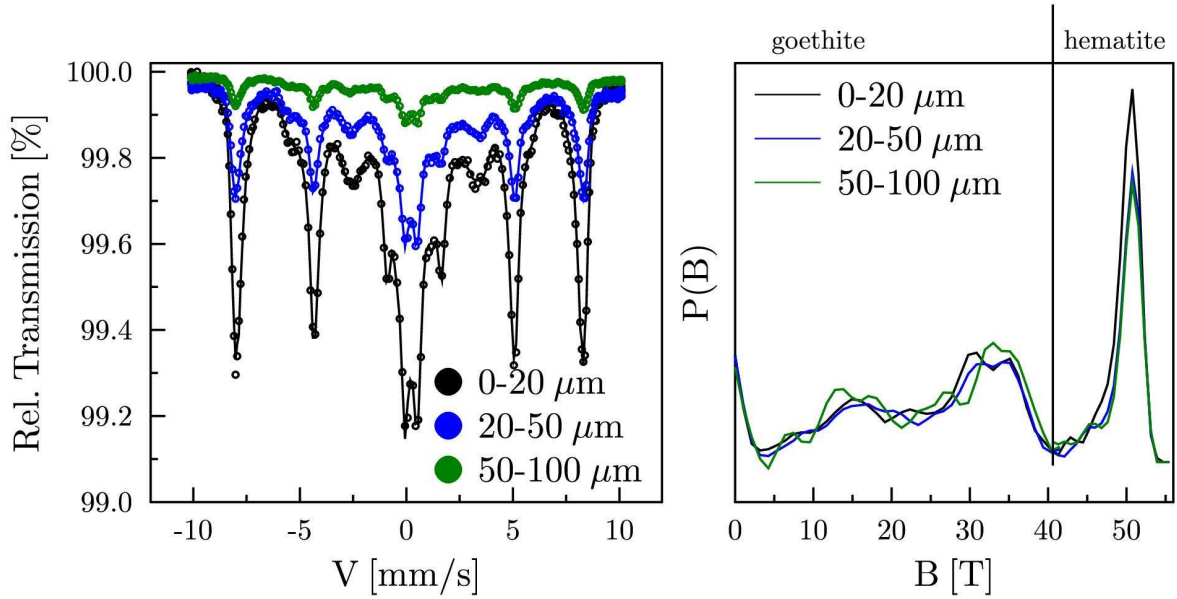 100.0
99.8
99.6
99.4
99.2
99.0
Rel. Transmission [%]
-10
-5
0
5
10
V [mm/s]
0-20 μm
20-50 μm
50-100 μm
goethite
hematite
0-20 μm
20-50 μm
50-100 μm
P(B)
0
10
20
30
40
50
B [T]